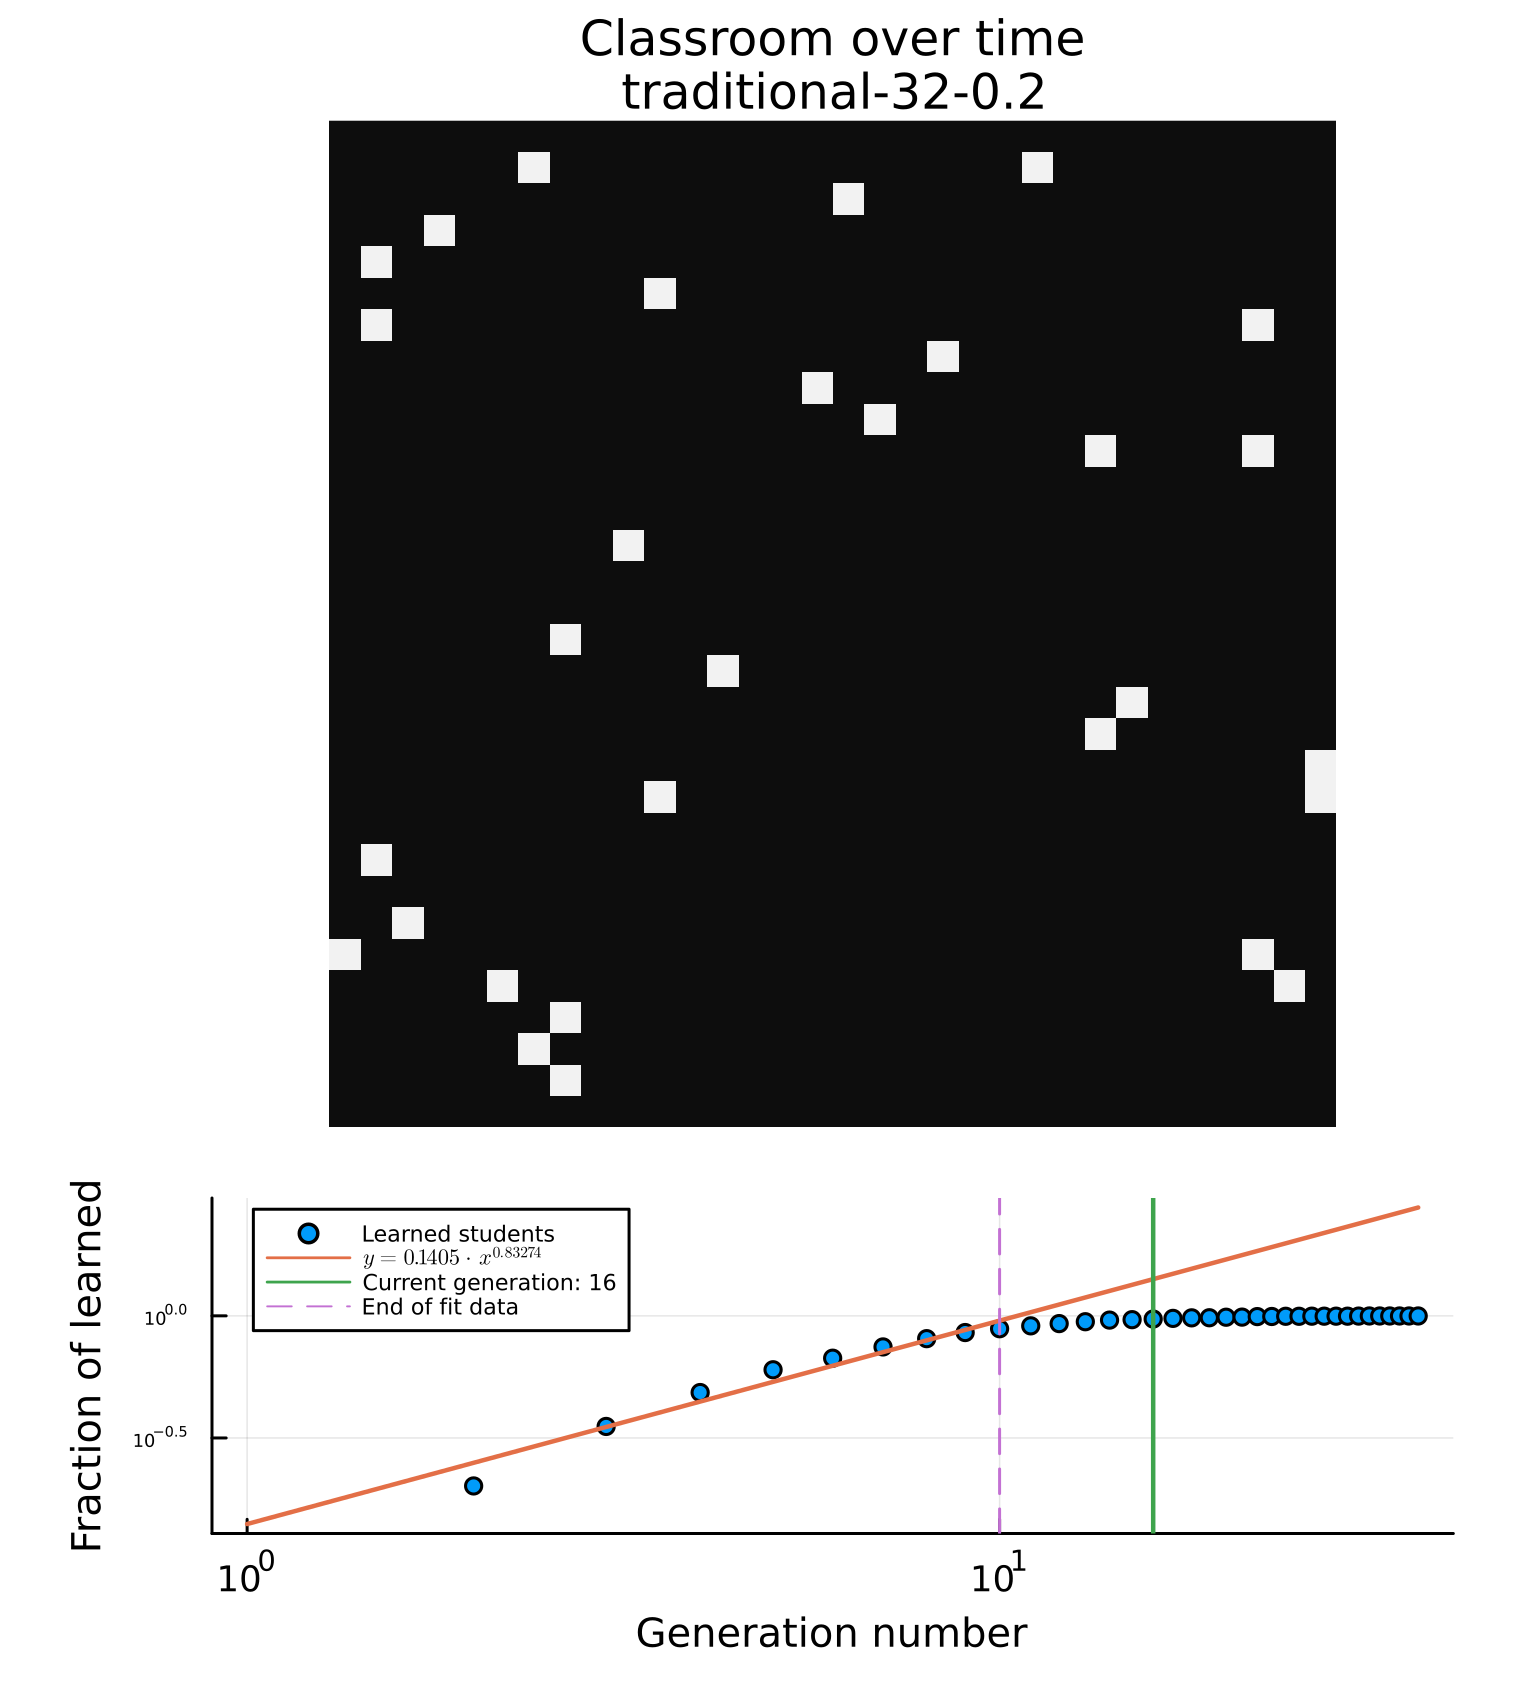 Classroom over time
traditional-32-0.2
Fraction of learned
Learned students
y = 0.1405 · x^0.83274
Current generation: 16
End of fit data
10^0.0
10^−0.5
10^0
10^1
Generation number